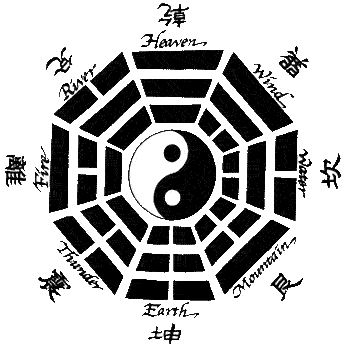 乾
Heaven
巽
Wind
坎
Water
艮
Mountain
坤
Earth
震
Thunder
離
Fire
兌
River